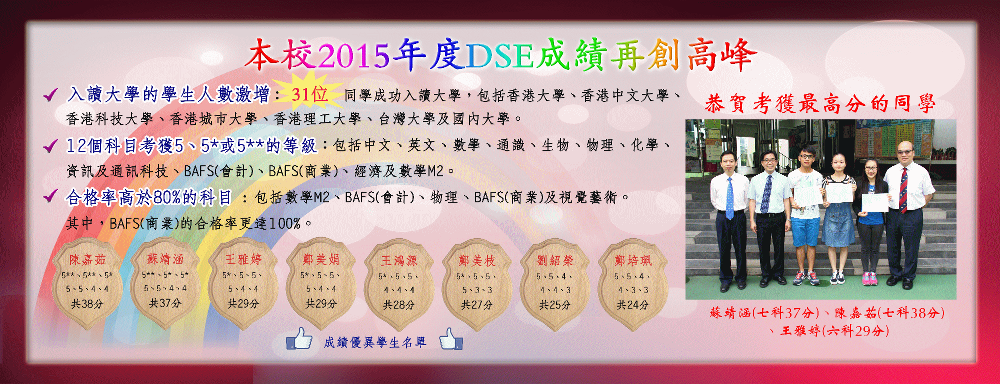 本校2015年度DSE成績再創高峰
入讀大學的學生人數激增: 31位 同學成功入讀大學，包括香港大學、香港中文大學、
香港科技大學、香港城市大學、香港理工大學、台灣大學及國內大學。
12個科目考獲5、5*或5**的等級：包括中文、英文、數學、通識、生物、物理、化學、
資訊及通訊科技、BAFS(會計)、BAFS(商業)、經濟及數學M2。
合格率高於80%的科目 : 包括數學M2、BAFS(會計)、物理、BAFS(商業)及視覺藝術。
其中，BAFS(商業)的合格率更達100%。
陳嘉茹
5**、5**、5*
5、5、4、4
共38分
蘇靖涵
5**、5*、5*
5、5、4、4
共37分
王雅婷
5*、5、5、
5、4、4
共29分
鄭美娟
5*、5、5、
5、4、4
共29分
王鴻源
5*、5、5、
4、4、4
共28分
鄭美枝
5*、5、5、
5、3、3
共27分
劉紹榮
5、5、4、
4、4、3
共25分
鄭培珮
5、5、4、
4、3、3
共24分
成績優異學生名單
恭賀考獲最高分的同學
蘇靖涵(七科37分)、陳嘉茹(七科38分)
、王雅婷(六科29分)